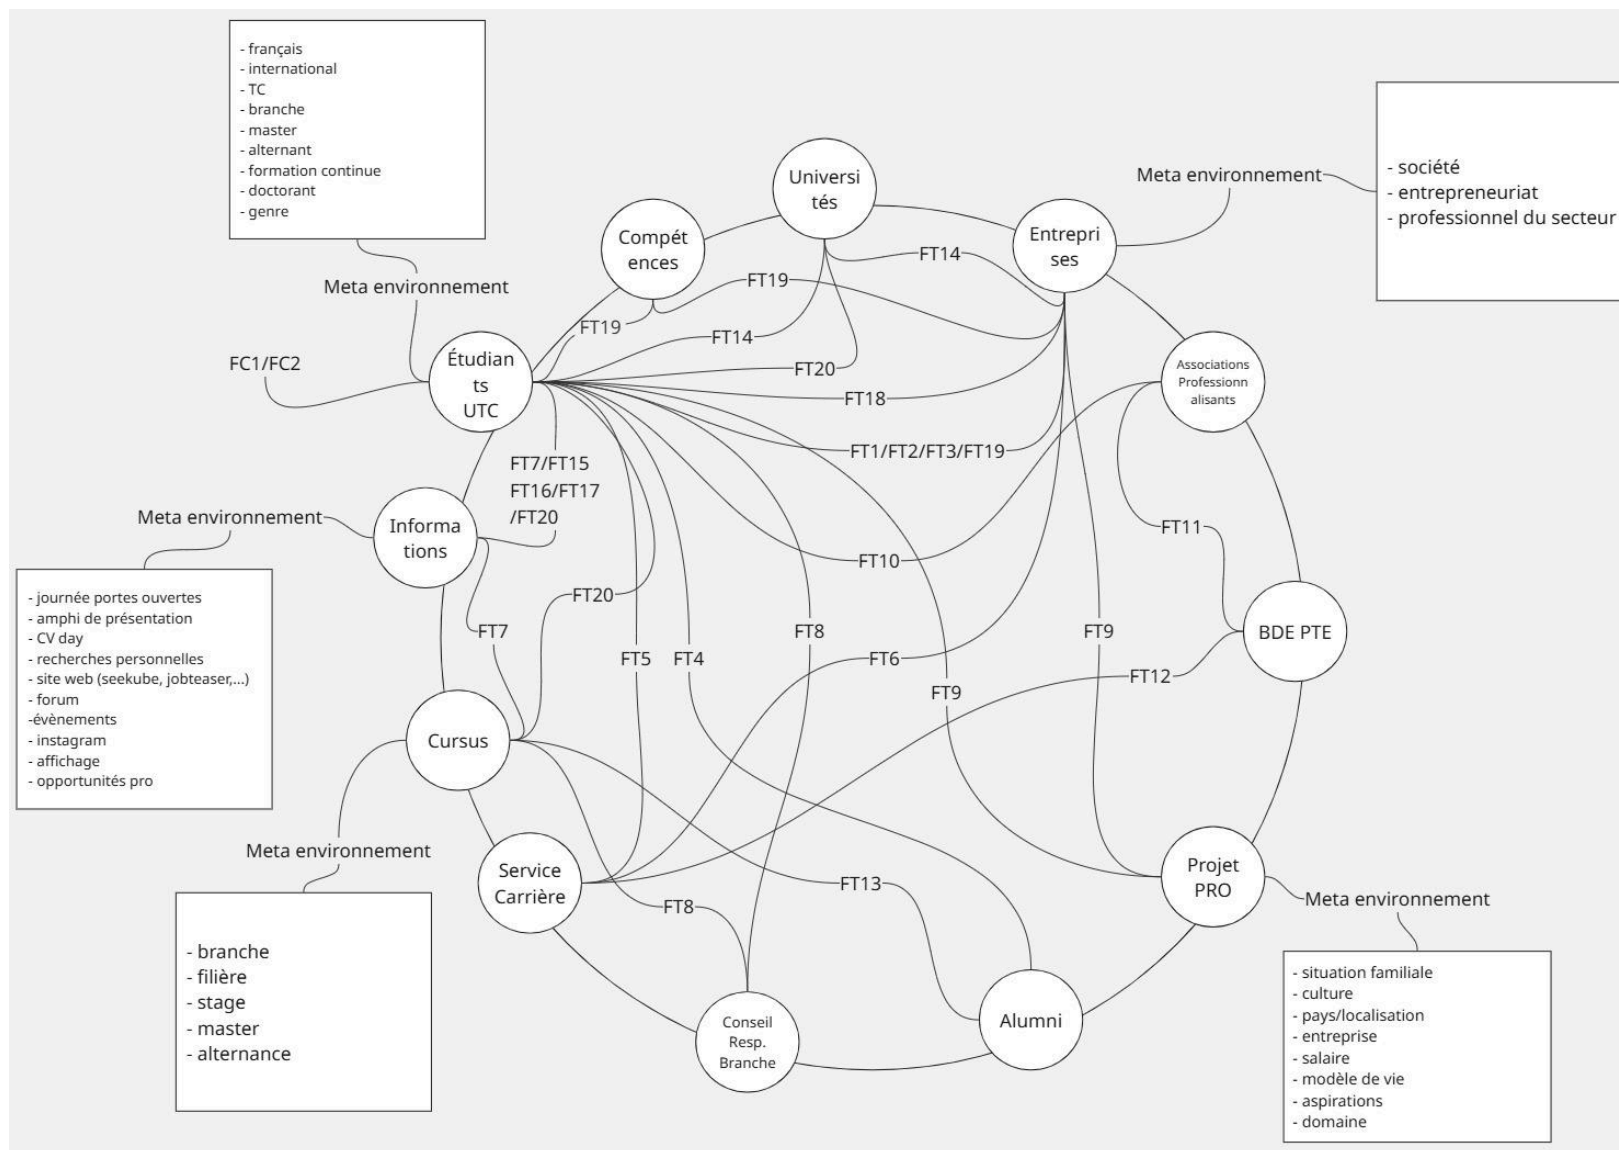 - français
- international
- TC
- branche
- master
- alternant
- formation continue
- doctorant
- genre
Meta environnement
FC1/FC2
Étudian
ts
UTC
Compét
ences
Universi
tés
Entrepri
ses
Meta environnement
- société
- entrepreneuriat
- professionnel du secteur
Associations
Professionn
alisants
FT14
FT19
FT19
FT14
FT20
FT18
FT1/FT2/FT3/FT19
FT7/FT15
FT16/FT17
/FT20
FT10
FT11
Meta environnement
Informa
tions
- journée portes ouvertes
- amphi de présentation
- CV day
- recherches personnelles
- site web (seekube, jobteaser,...)
- forum
-évènements
- instagram
- affichage
- opportunités pro
FT20
FT7
FT5
FT4
FT8
FT6
FT9
FT9
FT12
BDE PTE
Cursus
Meta environnement
- branche
- filière
- stage
- master
- alternance
Service
Carrière
FT8
FT13
Conseil
Resp.
Branche
Alumni
Projet
PRO
Meta environnement
- situation familiale
- culture
- pays/localisation
- entreprise
- salaire
- modèle de vie
- aspirations
- domaine